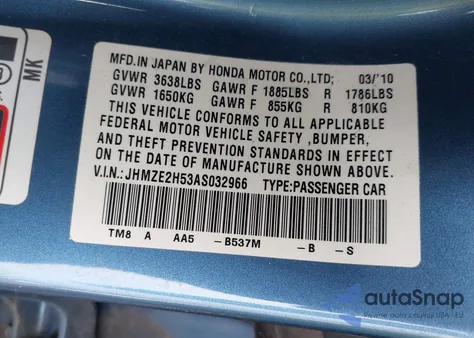 MFD.IN JAPAN BY HONDA MOTOR CO.,LTD; 03/'10
GVWR 3638LBS GAWR F 1885LBS R 1786LBS
GVWR 1650KG GAWR F 855KG R 810KG
THIS VEHICLE CONFORMS TO ALL APPLICABLE
FEDERAL MOTOR VEHICLE SAFETY ,BUMPER,
AND THEFT PREVENTION STANDARDS IN EFFECT
ON THE DATE OF MANUFACTURE SHOWN ABOVE.
V.I.N.: JHMZE2H53AS032966 TYPE:PASSENGER CAR
TM8 A AA5 -B537M -B -S
MK
autoSnap